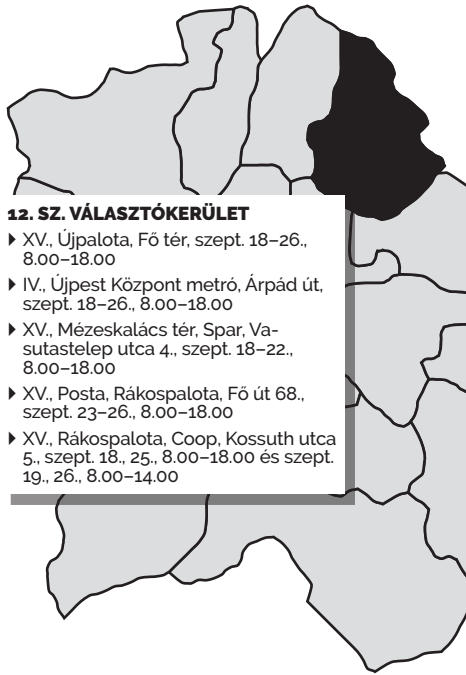 12. SZ. VÁLASZTÓKERÜLET
XV., Újpalota, Fő tér, szept. 18–26.,
8.00–18.00
IV., Újpest Központ metró, Árpád út,
szept. 18–26., 8.00–18.00
XV., Mézeskalács tér, Spar, Va-
sutastelep utca 4., szept. 18–22.,
8.00–18.00
XV., Posta, Rákospalota, Fő út 68.,
szept. 23–26., 8.00–18.00
XV., Rákospalota, Coop, Kossuth utca
5., szept. 18., 25., 8.00–18.00 és szept.
19., 26., 8.00–14.00